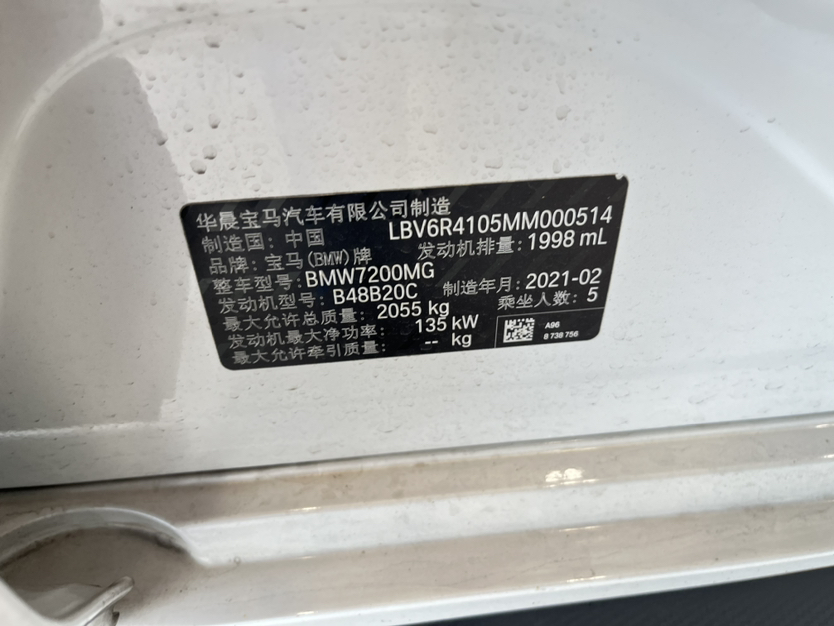 华晨宝马汽车有限公司制造
制造国：中国 LBV6R4105MM000514
品牌：宝马(BMW)牌 发动机排量：1998 mL
整车型号：BMW7200MG
发动机型号：B48B20C 制造年月：2021-02
最大允许总质量：2055 kg 乘坐人数：5
发动机最大净功率：135 kW
最大允许牵引质量：-- kg
A96
8 738 756